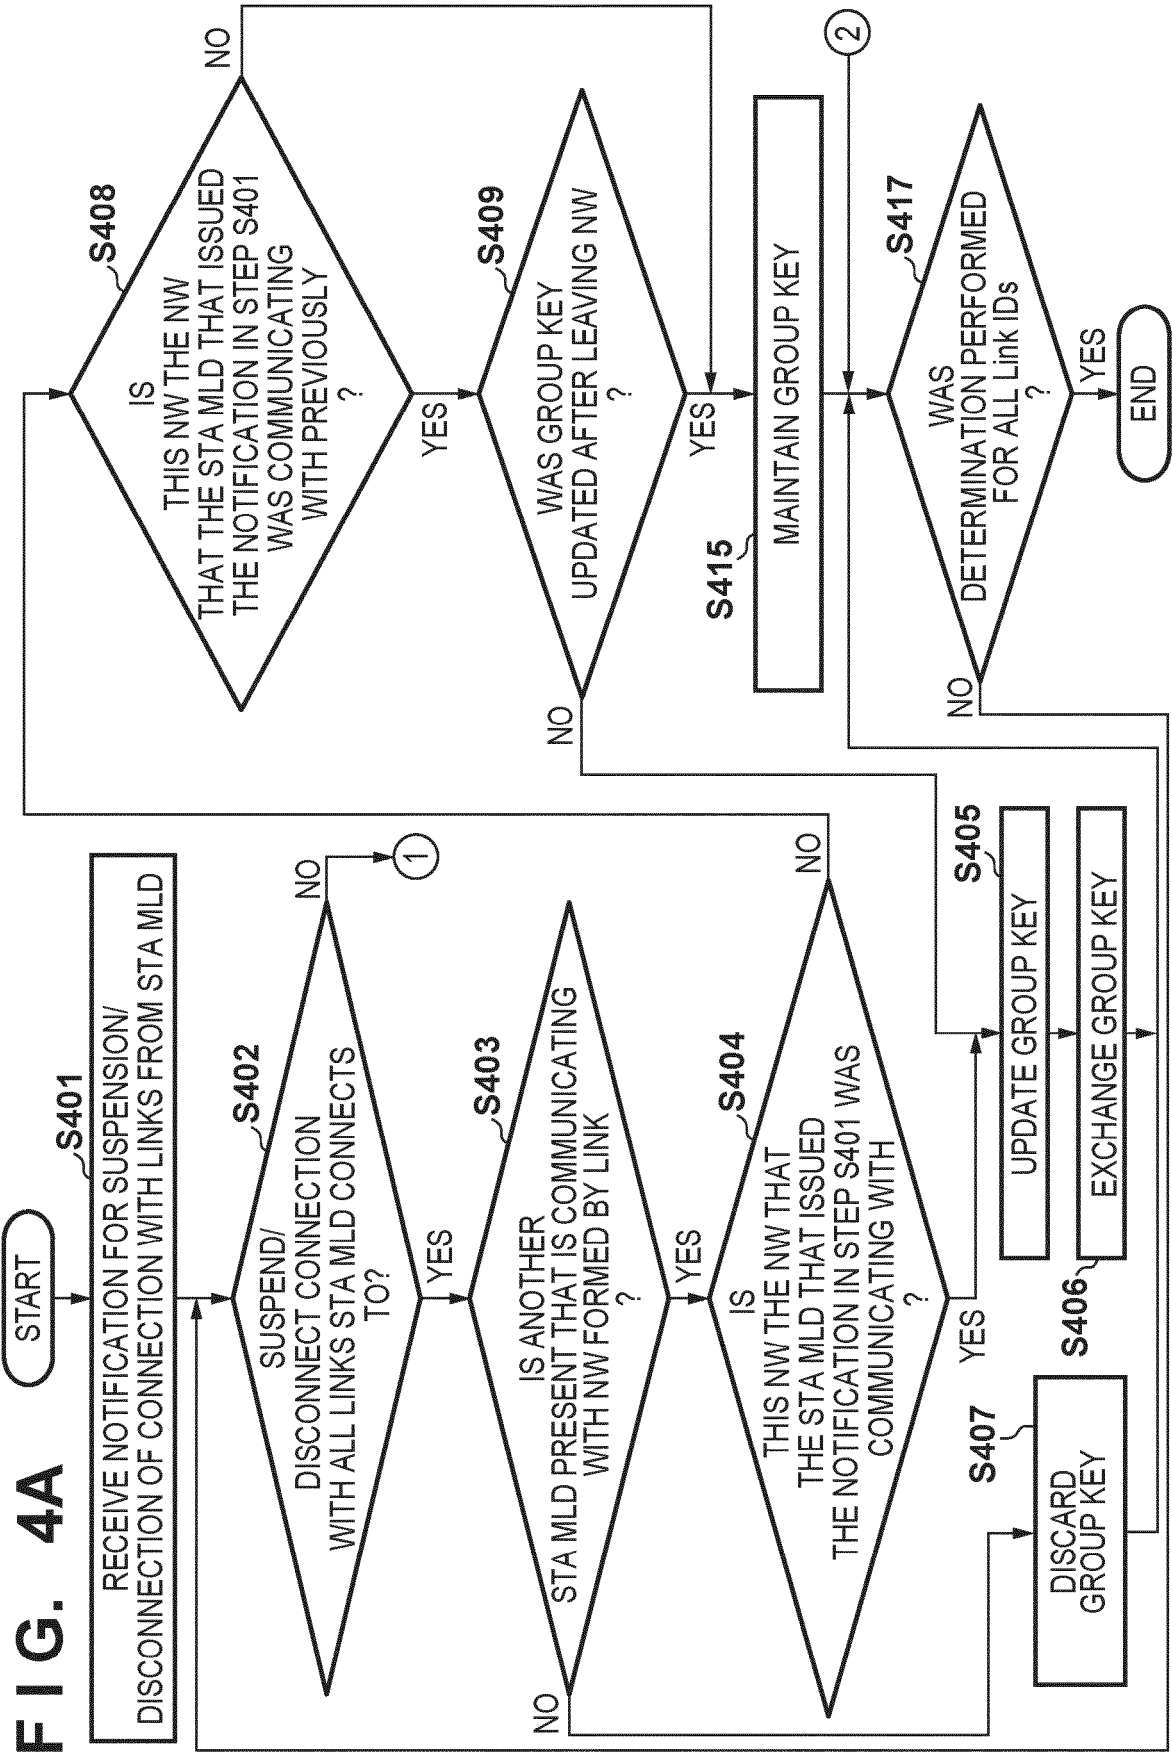 FIG. 4A
START
S401
RECEIVE NOTIFICATION FOR SUSPENSION/
DISCONNECTION OF CONNECTION WITH LINKS FROM STA MLD
S402
SUSPEND/
DISCONNECT CONNECTION
WITH ALL LINKS STA MLD CONNECTS
TO?
NO
1
YES
S403
IS ANOTHER
STA MLD PRESENT THAT IS COMMUNICATING
WITH NW FORMED BY LINK
?
NO
YES
S404
IS
THIS NW THE NW THAT
THE STA MLD THAT ISSUED
THE NOTIFICATION IN STEP S401 WAS
COMMUNICATING WITH
?
NO
YES
S405
UPDATE GROUP KEY
S406
EXCHANGE GROUP KEY
S407
DISCARD
GROUP KEY
S408
IS
THIS NW THE NW
THAT THE STA MLD THAT ISSUED
THE NOTIFICATION IN STEP S401
WAS COMMUNICATING
WITH PREVIOUSLY
?
NO
YES
S409
WAS GROUP KEY
UPDATED AFTER LEAVING NW
?
NO
YES
S415
MAINTAIN GROUP KEY
2
S417
WAS
DETERMINATION PERFORMED
FOR ALL Link IDs
?
NO
YES
END